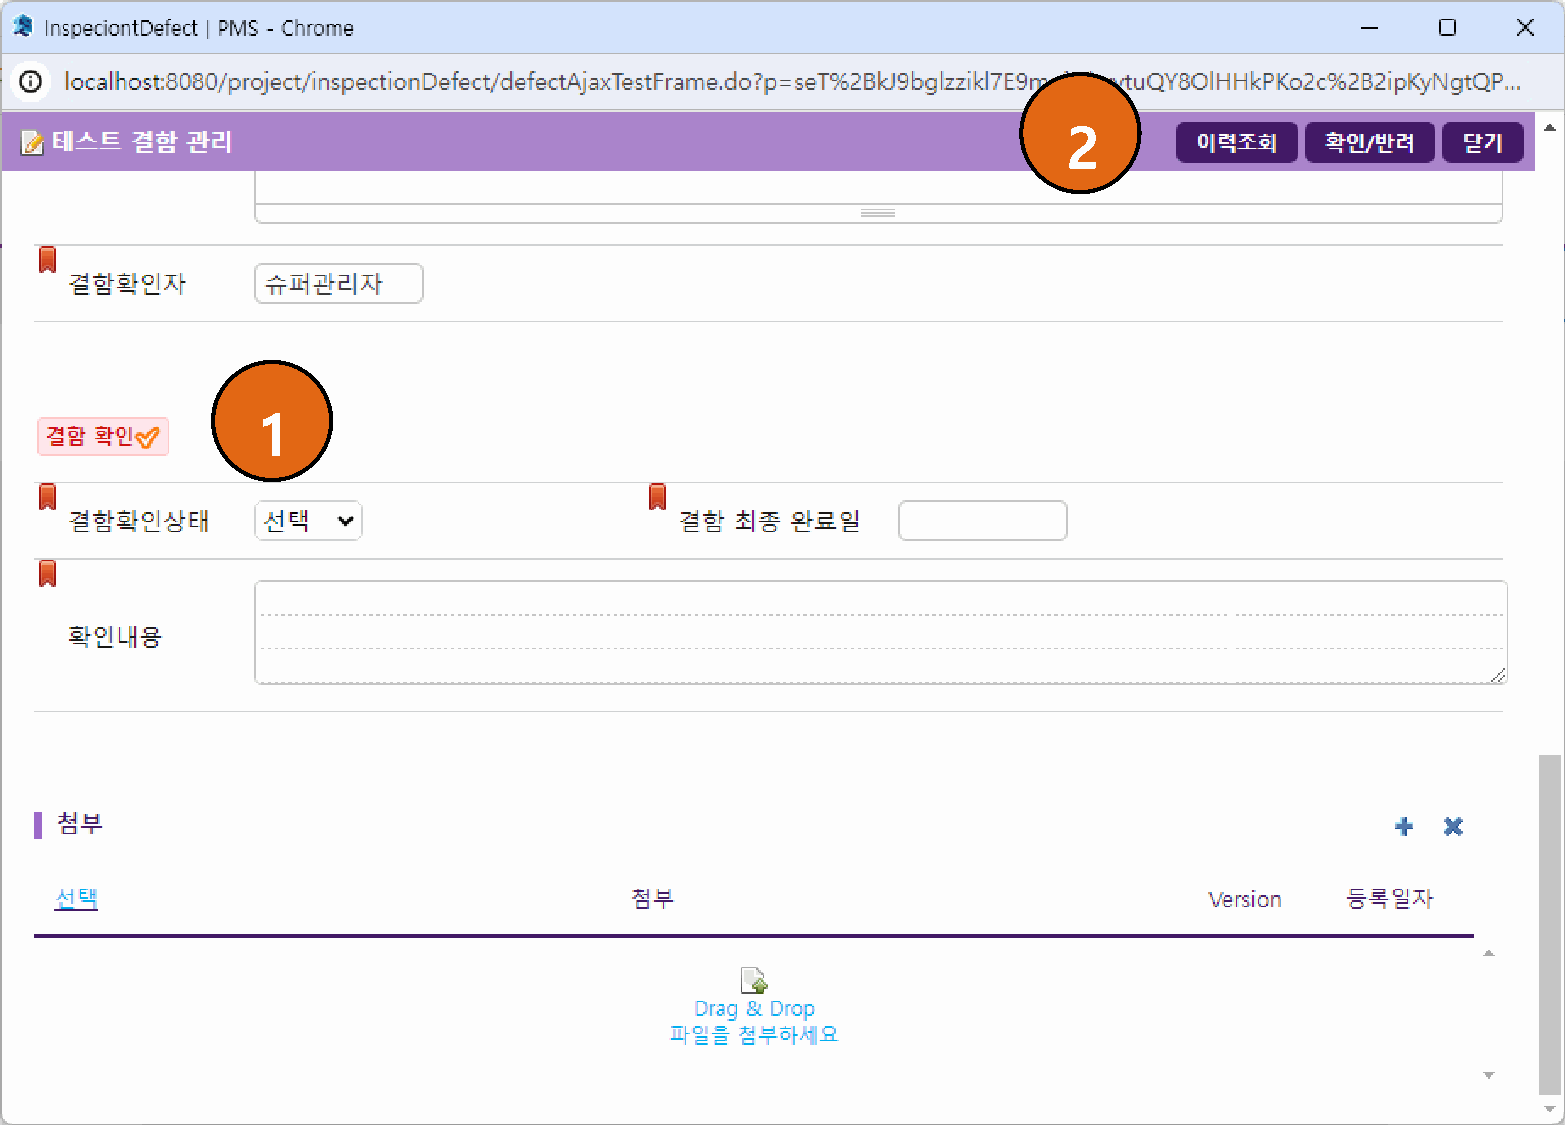 InspeciontDefect | PMS - Chrome
localhost:8080/project/inspectionDefect/defectAjaxTestFrame.do?p=seT%2BkJ9bglzzikl7E9m ytuQY8OlHHkPKo2c%2B2ipKyNgtQP...
테스트 결함 관리
2
이력조회 확인/반려 닫기
결함확인자 슈퍼관리자
1
결함 확인
결함확인상태 선택 결함 최종 완료일
확인내용
첨부
선택 첨부 Version 등록일자
Drag & Drop
파일을 첨부하세요